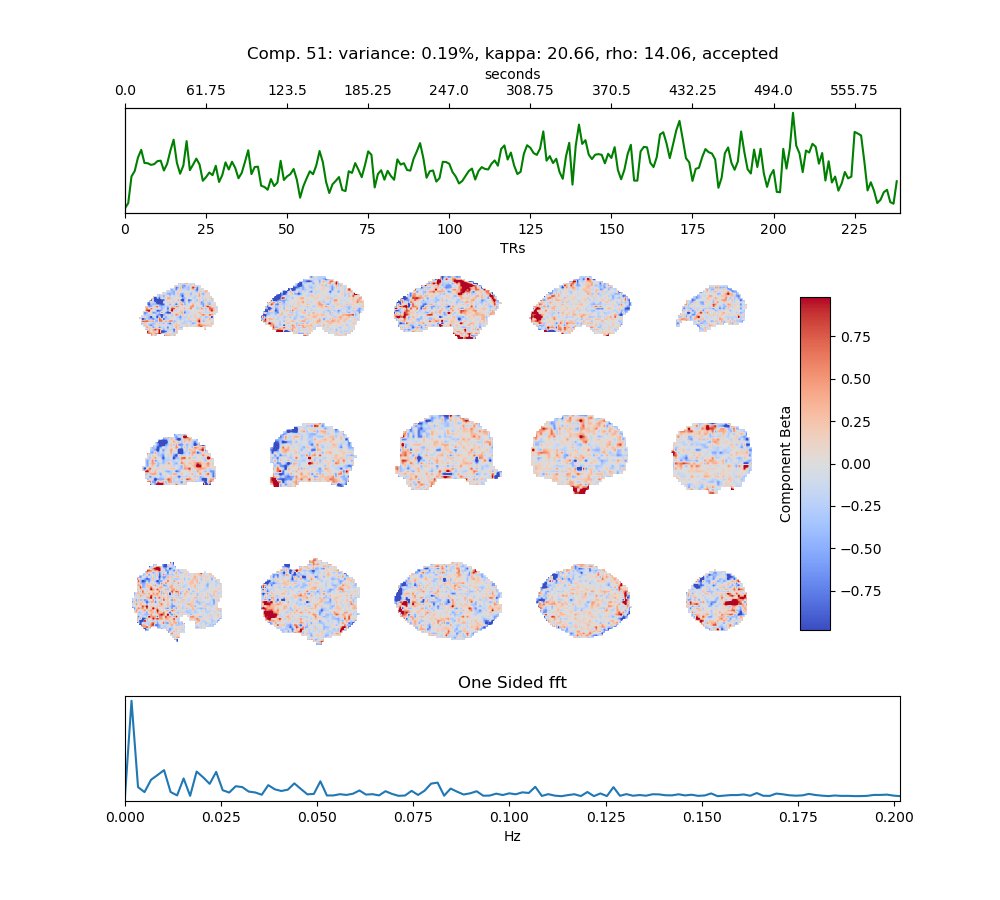 Comp. 51: variance: 0.19%, kappa: 20.66, rho: 14.06, accepted
seconds
0.0 61.75 123.5 185.25 247.0 308.75 370.5 432.25 494.0 555.75
0 25 50 75 100 125 150 175 200 225
TRs
0.75
0.50
0.25
0.00
−0.25
−0.50
−0.75
Component Beta
One Sided fft
0.000 0.025 0.050 0.075 0.100 0.125 0.150 0.175 0.200
Hz